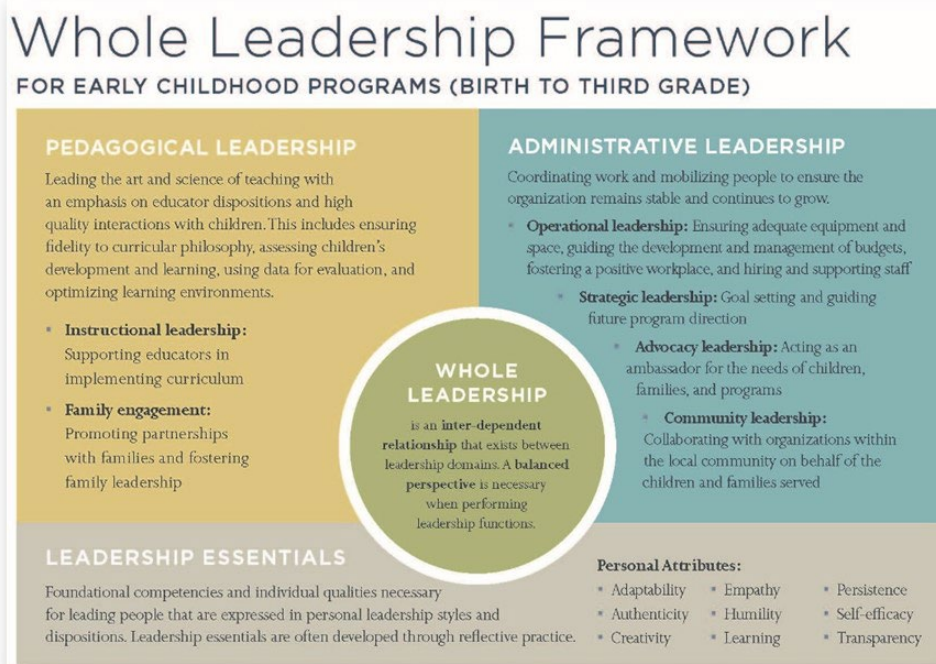 Whole Leadership Framework
FOR EARLY CHILDHOOD PROGRAMS (BIRTH TO THIRD GRADE)
PEDAGOGICAL LEADERSHIP
Leading the art and science of teaching with
an emphasis on educator dispositions and high
quality interactions with children. This includes ensuring
fidelity to curricular philosophy, assessing children's
development and learning, using data for evaluation, and
optimizing learning environments.
• Instructional leadership:
Supporting educators in
implementing curriculum
• Family engagement:
Promoting partnerships
with families and fostering
family leadership
ADMINISTRATIVE LEADERSHIP
Coordinating work and mobilizing people to ensure the
organization remains stable and continues to grow.
• Operational leadership: Ensuring adequate equipment and
space, guiding the development and management of budgets,
fostering a positive workplace, and hiring and supporting staff
• Strategic leadership: Goal setting and guiding
future program direction
• Advocacy leadership: Acting as an
ambassador for the needs of children,
families, and programs
• Community leadership:
Collaborating with organizations within
the local community on behalf of the
children and families served
WHOLE
LEADERSHIP
is an inter-dependent
relationship that exists between
leadership domains. A balanced
perspective is necessary
when performing
leadership functions.
LEADERSHIP ESSENTIALS
Foundational competencies and individual qualities necessary
for leading people that are expressed in personal leadership styles and
dispositions. Leadership essentials are often developed through reflective practice.
Personal Attributes:
• Adaptability
• Authenticity
• Creativity
• Empathy
• Humility
• Learning
• Persistence
• Self-efficacy
• Transparency